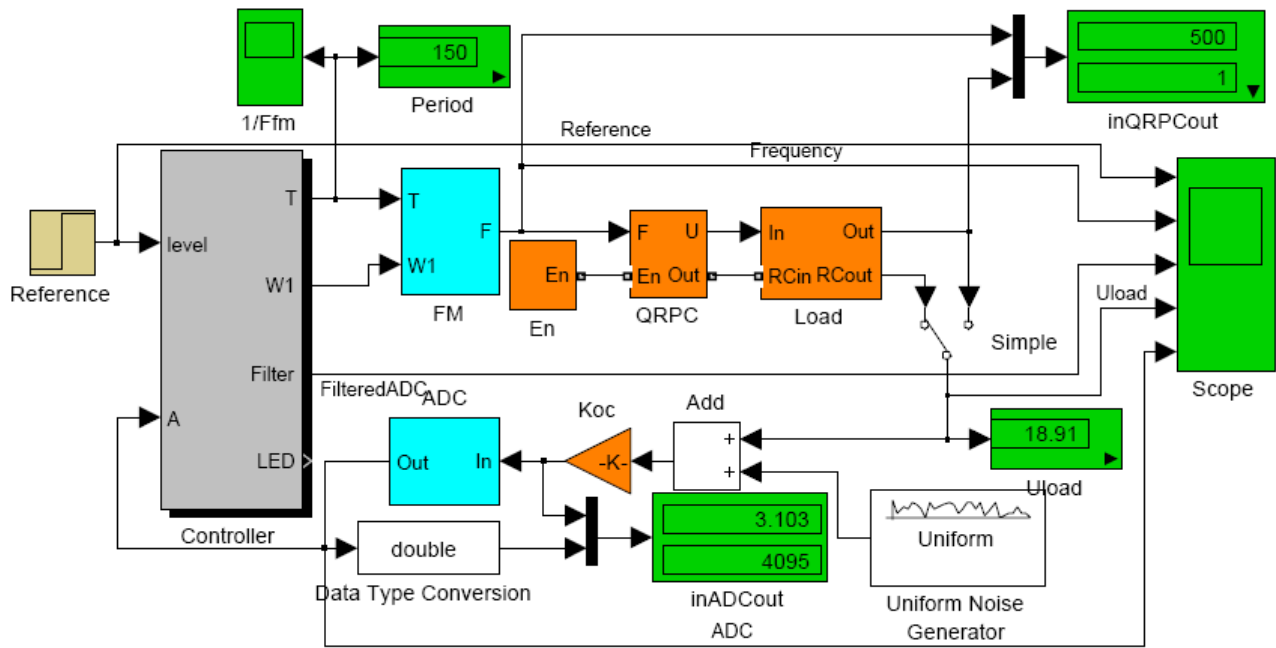 150
Period
1/Ffm
500
1
inQRPCout
Reference
Frequency
T
W1
Filter
LED
level
A
Controller
Reference
T
W1
F
FM
En
En
F
U
En
Out
QRPC
In
Out
RCin
RCout
Load
Simple
Uload
Scope
FilteredADC
ADC
Out
In
Koc
-K-
Add
+
+
18.91
Uload
double
Data Type Conversion
3.103
4095
inADCout
Uniform
Uniform Noise
Generator
ADC